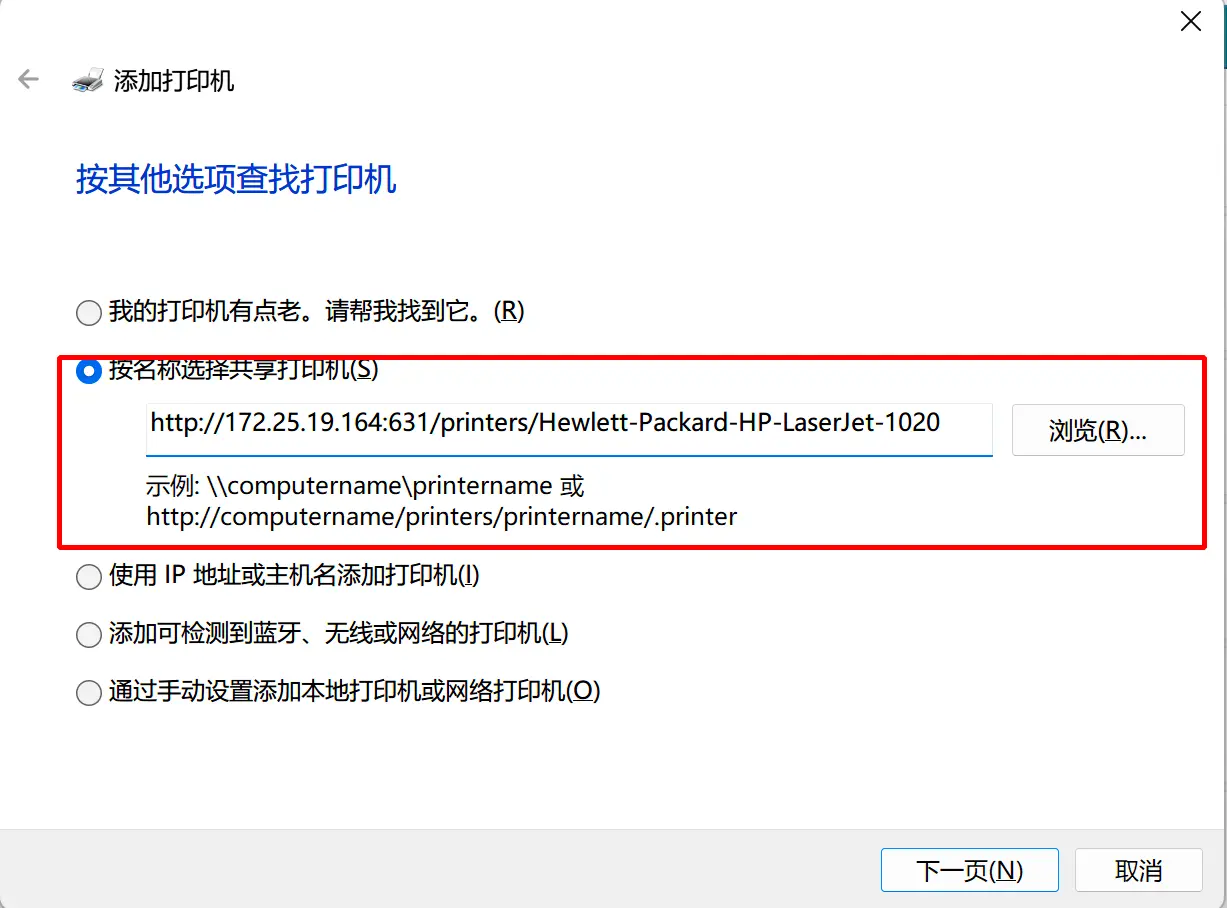 添加打印机
按其他选项查找打印机
我的打印机有点老。请帮我找到它。(R)
按名称选择共享打印机(S)
http://172.25.19.164:631/printers/Hewlett-Packard-HP-LaserJet-1020
浏览(R)...
示例: \\computername\printername 或
http://computername/printers/printername/.printer
使用 IP 地址或主机名添加打印机(I)
添加可检测到蓝牙、无线或网络的打印机(L)
通过手动设置添加本地打印机或网络打印机(O)
下一页(N)
取消